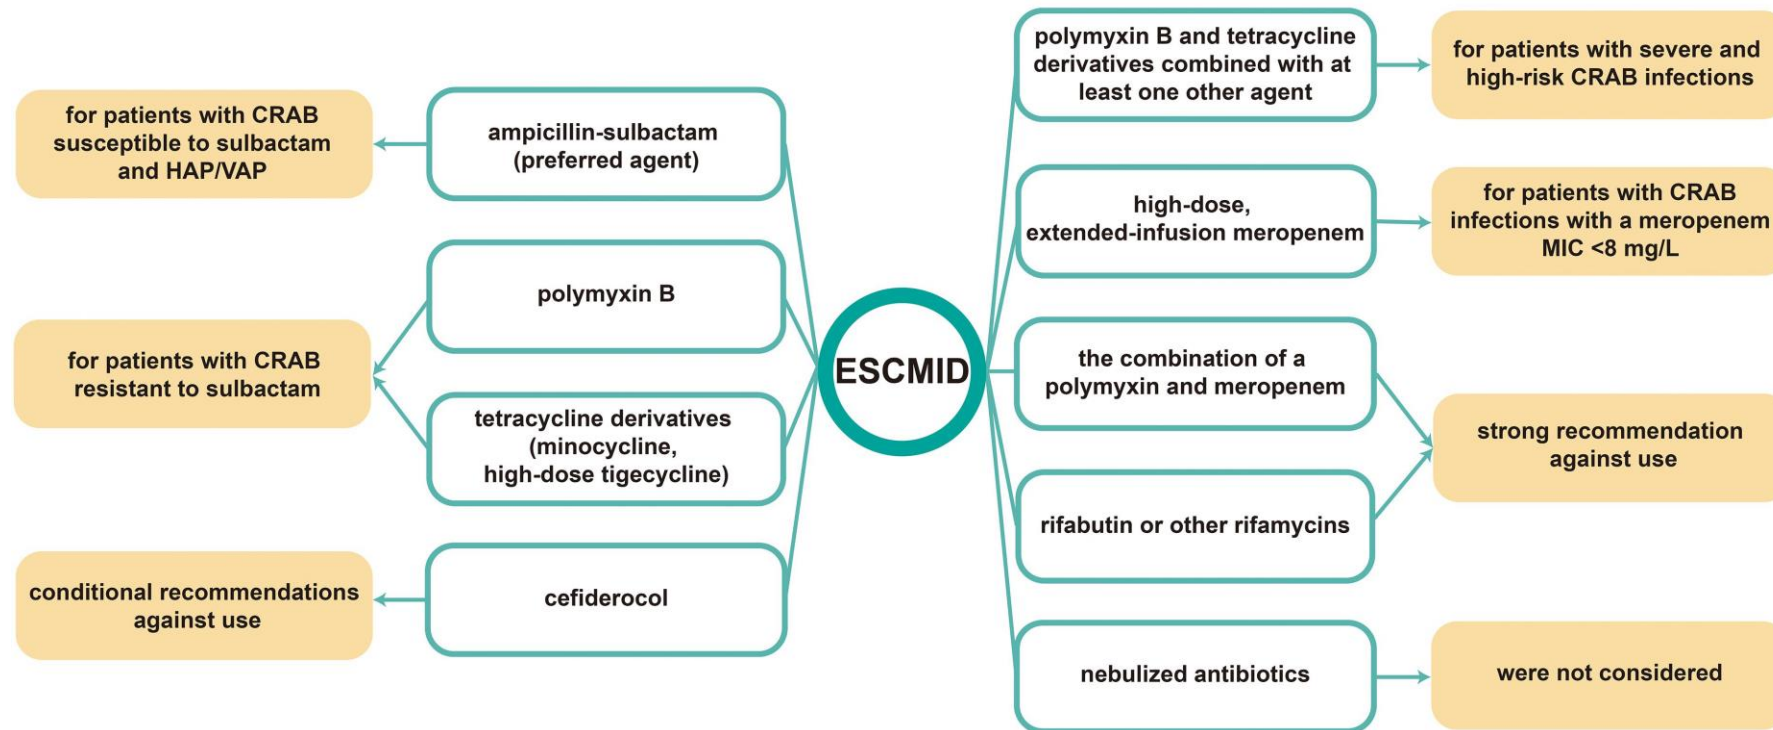 for patients with CRAB
susceptible to sulbactam
and HAP/VAP
ampicillin-sulbactam
(preferred agent)
polymyxin B
for patients with CRAB
resistant to sulbactam
tetracycline derivatives
(minocycline,
high-dose tigecycline)
conditional recommendations
against use
cefiderocol
ESCMID
polymyxin B and tetracycline
derivatives combined with at
least one other agent
for patients with severe and
high-risk CRAB infections
high-dose,
extended-infusion meropenem
for patients with CRAB
infections with a meropenem
MIC <8 mg/L
the combination of a
polymyxin and meropenem
strong recommendation
against use
rifabutin or other rifamycins
nebulized antibiotics
were not considered